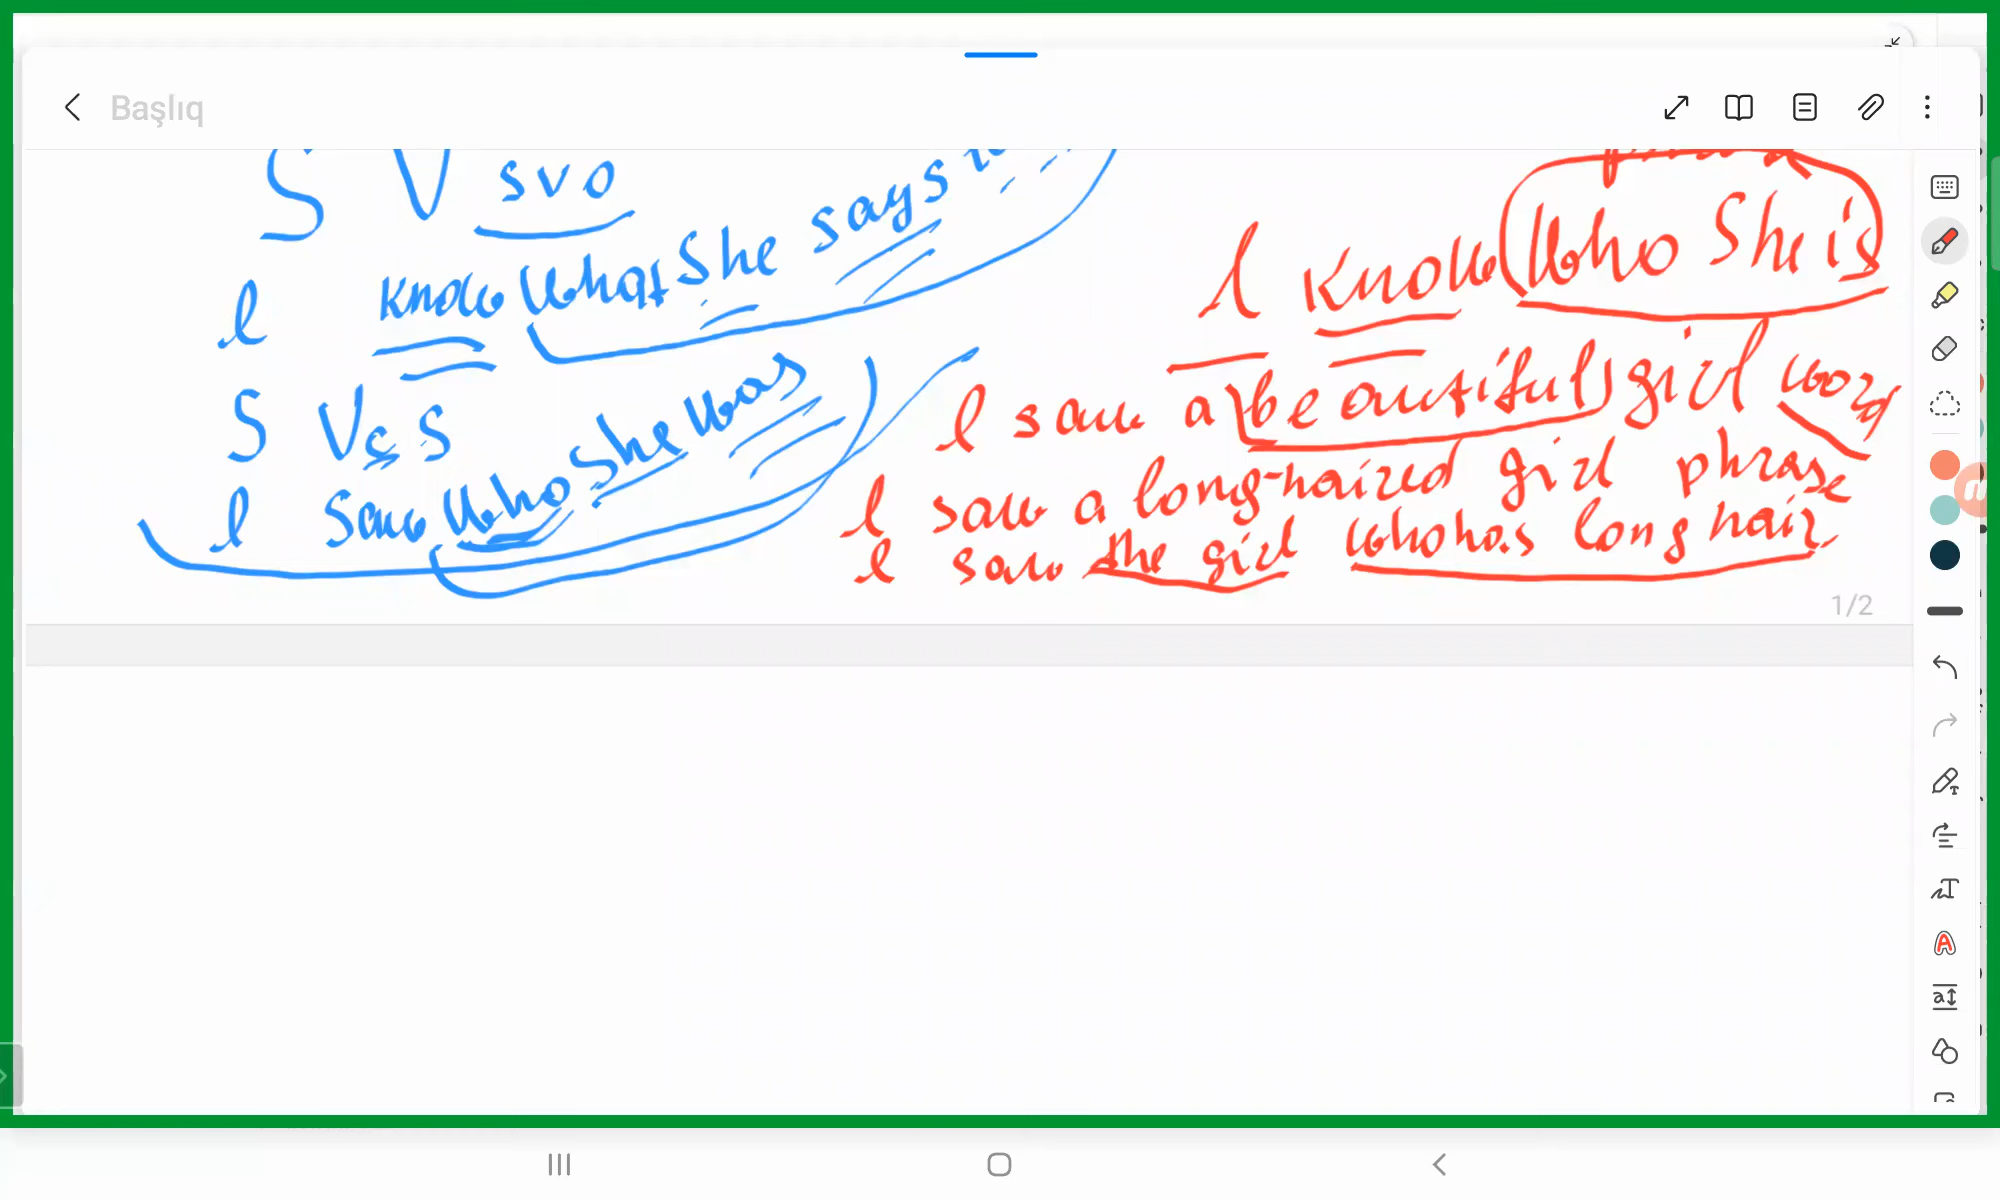 Başlıq
S V svo
I know what she says
S V S S
I saw who she was
I know who she is
I saw a beautiful girl word
I saw a long-haired girl phrase
I saw the girl who has long hair
1/2